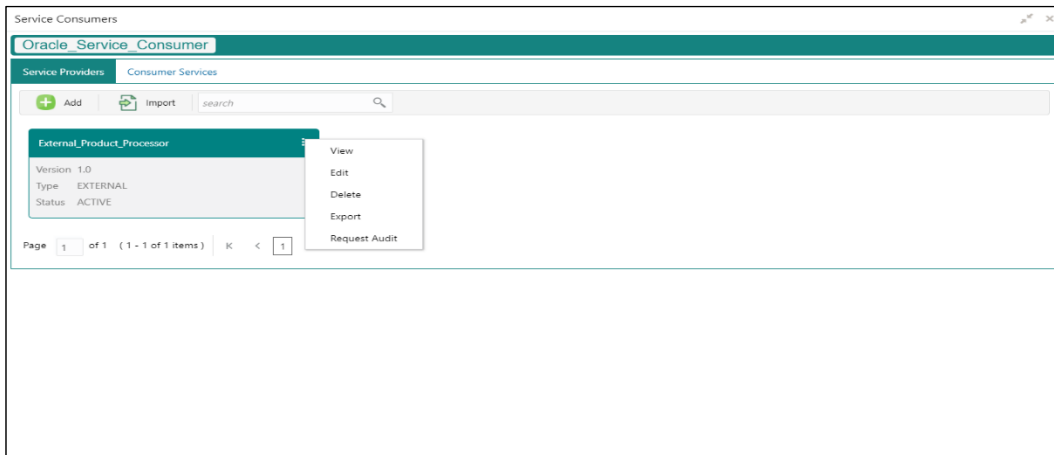 Service Consumers
Oracle_Service_Consumer
Service Providers Consumer Services
Add Import search
External_Product_Processor
Version 1.0
Type EXTERNAL
Status ACTIVE
View
Edit
Delete
Export
Request Audit
Page 1 of 1 ( 1 - 1 of 1 items ) K < 1